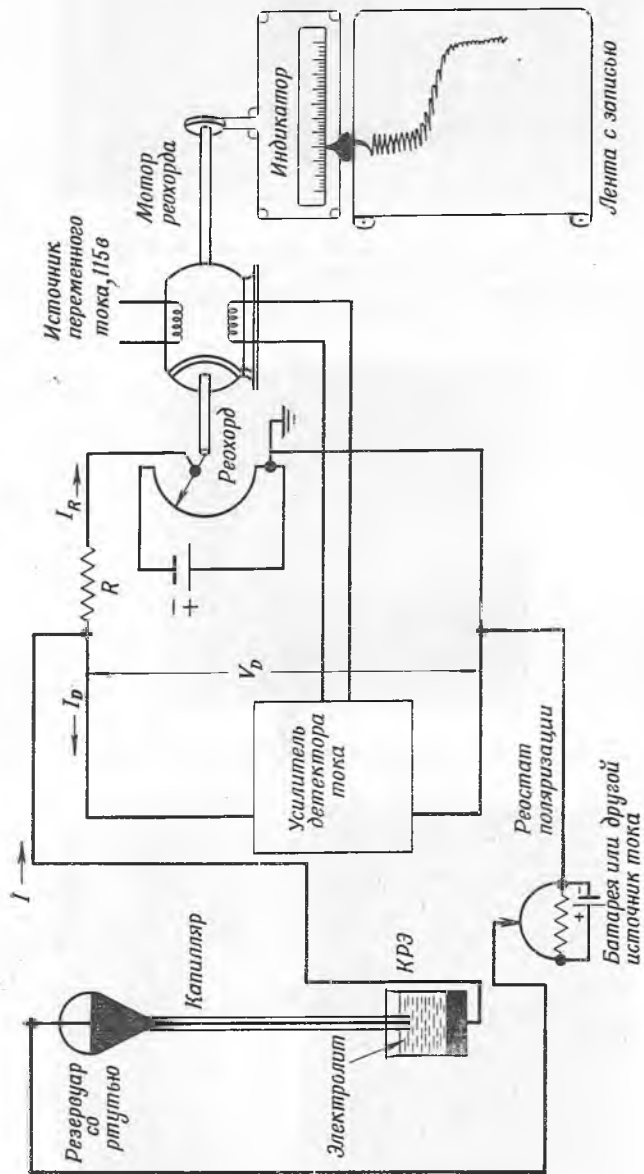 Резервуар
со
ртутью
Капилляр
Электролит
КРЭ
I
I_D
I_R
R
V_D
Усилитель
детектора
тока
Реостат
поляризации
Батарея или другой
источник тока
+
-
Источник
переменного
тока, 115в
Мотор
реохорда
Реохорд
-
+
Индикатор
Лента с записью